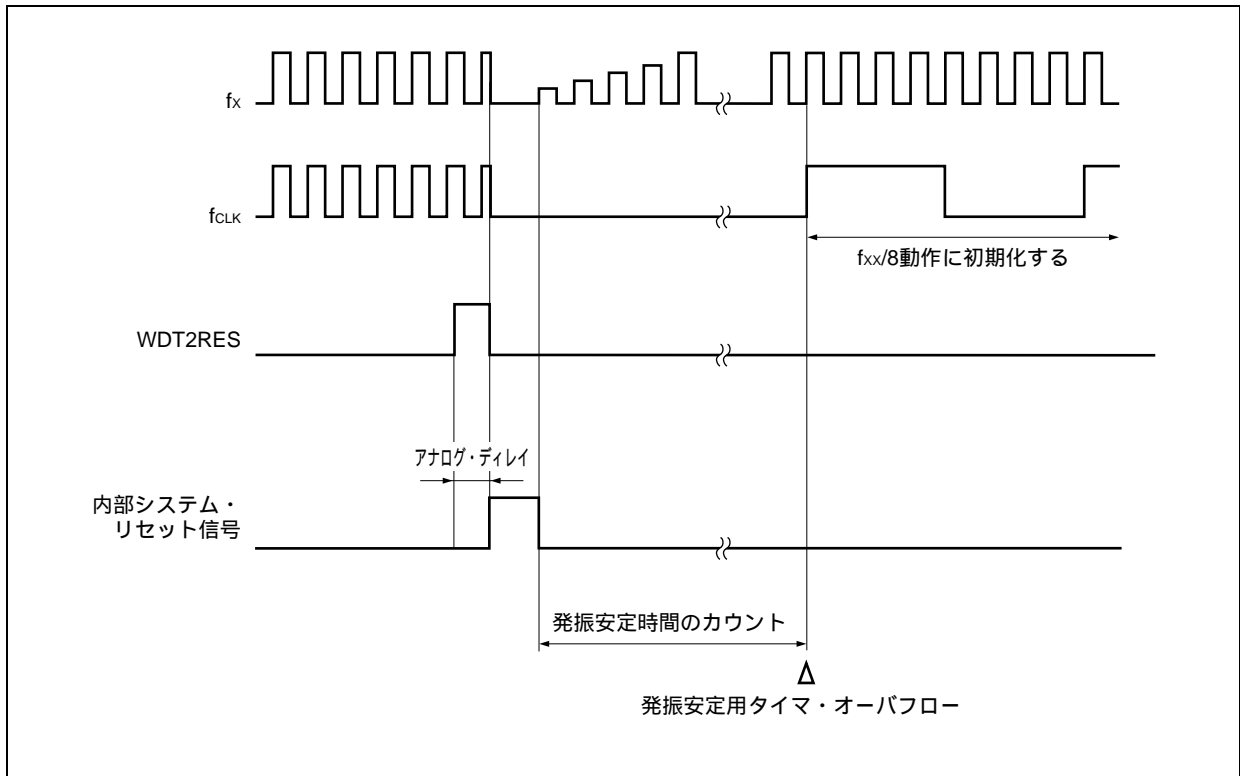 fX
fCLK
fXX/8動作に初期化する
WDT2RES
アナログ・ディレイ
内部システム・
リセット信号
発振安定時間のカウント
発振安定用タイマ・オーバフロー